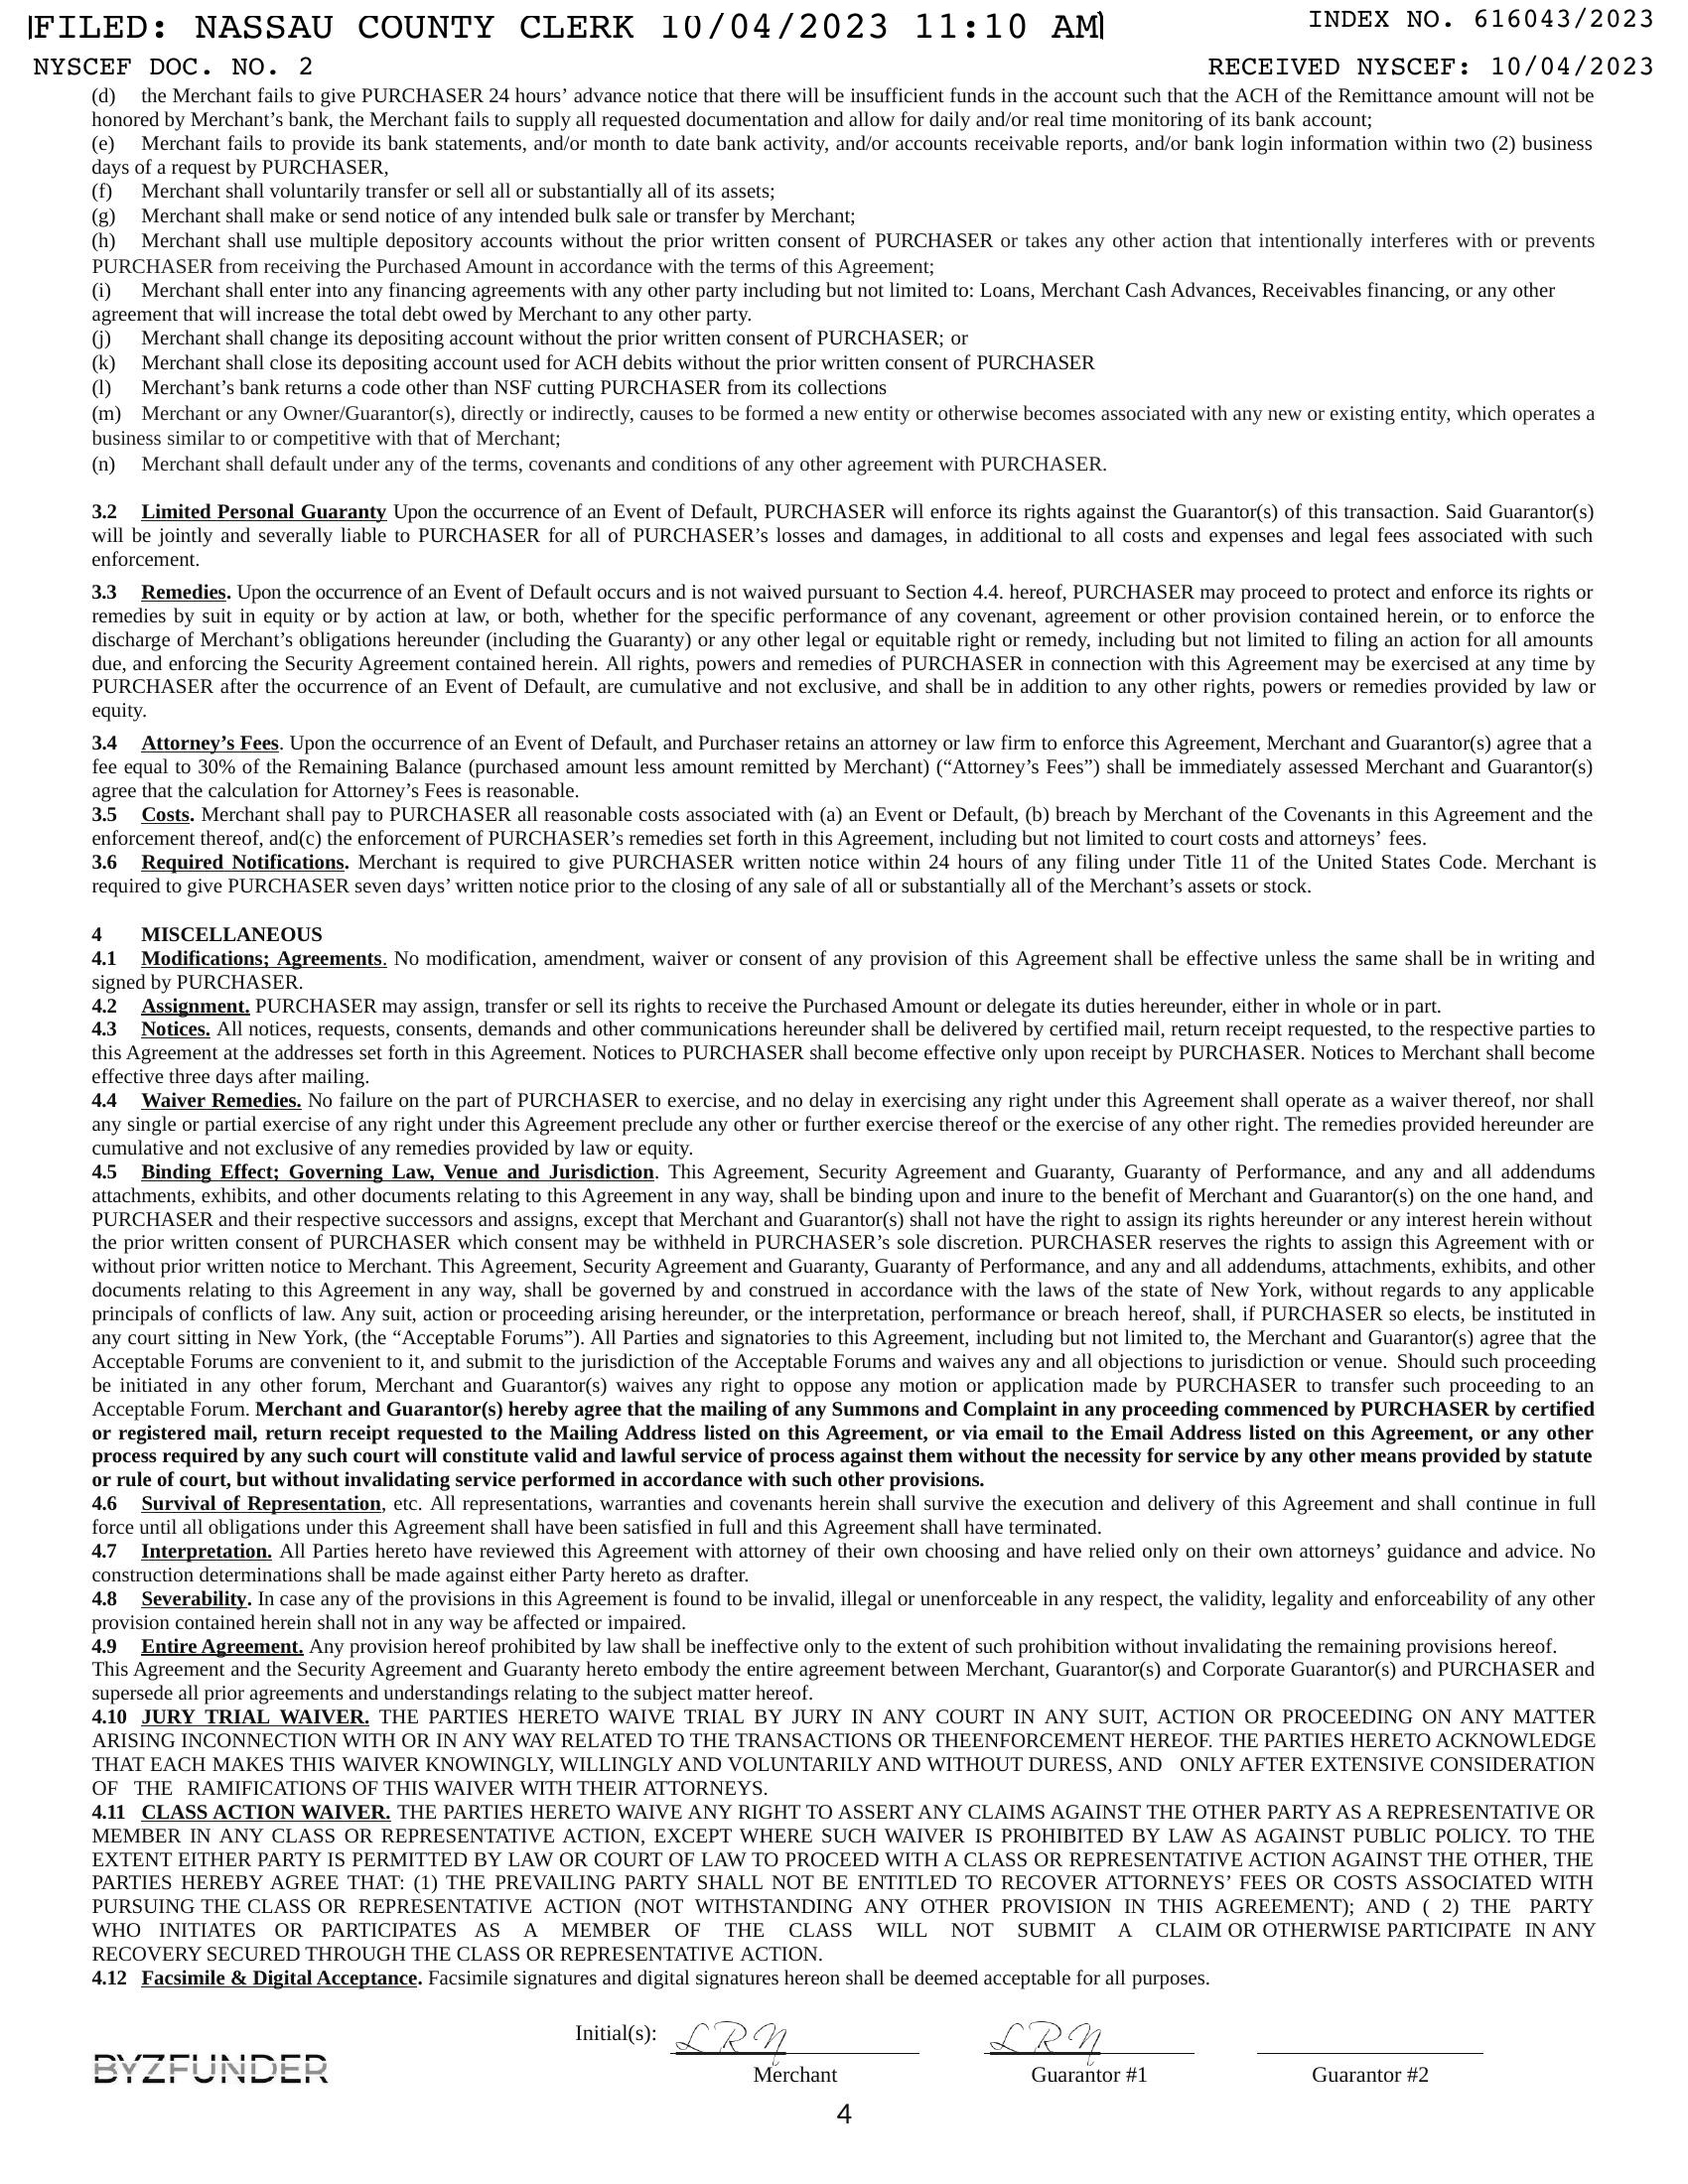 FILED: NASSAU COUNTY CLERK 10/04/2023 11:10 AM
INDEX NO. 616043/2023
NYSCEF DOC. NO. 2
RECEIVED NYSCEF: 10/04/2023
(d) the Merchant fails to give PURCHASER 24 hours’ advance notice that there will be insufficient funds in the account such that the ACH of the Remittance amount will not be
honored by Merchant’s bank, the Merchant fails to supply all requested documentation and allow for daily and/or real time monitoring of its bank account;
(e) Merchant fails to provide its bank statements, and/or month to date bank activity, and/or accounts receivable reports, and/or bank login information within two (2) business
days of a request by PURCHASER,
(f) Merchant shall voluntarily transfer or sell all or substantially all of its assets;
(g) Merchant shall make or send notice of any intended bulk sale or transfer by Merchant;
(h) Merchant shall use multiple depository accounts without the prior written consent of PURCHASER or takes any other action that intentionally interferes with or prevents
PURCHASER from receiving the Purchased Amount in accordance with the terms of this Agreement;
(i) Merchant shall enter into any financing agreements with any other party including but not limited to: Loans, Merchant Cash Advances, Receivables financing, or any other
agreement that will increase the total debt owed by Merchant to any other party.
(j) Merchant shall change its depositing account without the prior written consent of PURCHASER; or
(k) Merchant shall close its depositing account used for ACH debits without the prior written consent of PURCHASER
(l) Merchant’s bank returns a code other than NSF cutting PURCHASER from its collections
(m) Merchant or any Owner/Guarantor(s), directly or indirectly, causes to be formed a new entity or otherwise becomes associated with any new or existing entity, which operates a
business similar to or competitive with that of Merchant;
(n) Merchant shall default under any of the terms, covenants and conditions of any other agreement with PURCHASER.
3.2 Limited Personal Guaranty Upon the occurrence of an Event of Default, PURCHASER will enforce its rights against the Guarantor(s) of this transaction. Said Guarantor(s)
will be jointly and severally liable to PURCHASER for all of PURCHASER’s losses and damages, in additional to all costs and expenses and legal fees associated with such
enforcement.
3.3 Remedies. Upon the occurrence of an Event of Default occurs and is not waived pursuant to Section 4.4. hereof, PURCHASER may proceed to protect and enforce its rights or
remedies by suit in equity or by action at law, or both, whether for the specific performance of any covenant, agreement or other provision contained herein, or to enforce the
discharge of Merchant’s obligations hereunder (including the Guaranty) or any other legal or equitable right or remedy, including but not limited to filing an action for all amounts
due, and enforcing the Security Agreement contained herein. All rights, powers and remedies of PURCHASER in connection with this Agreement may be exercised at any time by
PURCHASER after the occurrence of an Event of Default, are cumulative and not exclusive, and shall be in addition to any other rights, powers or remedies provided by law or
equity.
3.4 Attorney’s Fees. Upon the occurrence of an Event of Default, and Purchaser retains an attorney or law firm to enforce this Agreement, Merchant and Guarantor(s) agree that a
fee equal to 30% of the Remaining Balance (purchased amount less amount remitted by Merchant) (“Attorney’s Fees”) shall be immediately assessed Merchant and Guarantor(s)
agree that the calculation for Attorney’s Fees is reasonable.
3.5 Costs. Merchant shall pay to PURCHASER all reasonable costs associated with (a) an Event or Default, (b) breach by Merchant of the Covenants in this Agreement and the
enforcement thereof, and(c) the enforcement of PURCHASER’s remedies set forth in this Agreement, including but not limited to court costs and attorneys’ fees.
3.6 Required Notifications. Merchant is required to give PURCHASER written notice within 24 hours of any filing under Title 11 of the United States Code. Merchant is
required to give PURCHASER seven days’ written notice prior to the closing of any sale of all or substantially all of the Merchant’s assets or stock.
4 MISCELLANEOUS
4.1 Modifications; Agreements. No modification, amendment, waiver or consent of any provision of this Agreement shall be effective unless the same shall be in writing and
signed by PURCHASER.
4.2 Assignment. PURCHASER may assign, transfer or sell its rights to receive the Purchased Amount or delegate its duties hereunder, either in whole or in part.
4.3 Notices. All notices, requests, consents, demands and other communications hereunder shall be delivered by certified mail, return receipt requested, to the respective parties to
this Agreement at the addresses set forth in this Agreement. Notices to PURCHASER shall become effective only upon receipt by PURCHASER. Notices to Merchant shall become
effective three days after mailing.
4.4 Waiver Remedies. No failure on the part of PURCHASER to exercise, and no delay in exercising any right under this Agreement shall operate as a waiver thereof, nor shall
any single or partial exercise of any right under this Agreement preclude any other or further exercise thereof or the exercise of any other right. The remedies provided hereunder are
cumulative and not exclusive of any remedies provided by law or equity.
4.5 Binding Effect; Governing Law, Venue and Jurisdiction. This Agreement, Security Agreement and Guaranty, Guaranty of Performance, and any and all addendums
attachments, exhibits, and other documents relating to this Agreement in any way, shall be binding upon and inure to the benefit of Merchant and Guarantor(s) on the one hand, and
PURCHASER and their respective successors and assigns, except that Merchant and Guarantor(s) shall not have the right to assign its rights hereunder or any interest herein without
the prior written consent of PURCHASER which consent may be withheld in PURCHASER’s sole discretion. PURCHASER reserves the rights to assign this Agreement with or
without prior written notice to Merchant. This Agreement, Security Agreement and Guaranty, Guaranty of Performance, and any and all addendums, attachments, exhibits, and other
documents relating to this Agreement in any way, shall be governed by and construed in accordance with the laws of the state of New York, without regards to any applicable
principals of conflicts of law. Any suit, action or proceeding arising hereunder, or the interpretation, performance or breach hereof, shall, if PURCHASER so elects, be instituted in
any court sitting in New York, (the “Acceptable Forums”). All Parties and signatories to this Agreement, including but not limited to, the Merchant and Guarantor(s) agree that the
Acceptable Forums are convenient to it, and submit to the jurisdiction of the Acceptable Forums and waives any and all objections to jurisdiction or venue. Should such proceeding
be initiated in any other forum, Merchant and Guarantor(s) waives any right to oppose any motion or application made by PURCHASER to transfer such proceeding to an
Acceptable Forum. Merchant and Guarantor(s) hereby agree that the mailing of any Summons and Complaint in any proceeding commenced by PURCHASER by certified
or registered mail, return receipt requested to the Mailing Address listed on this Agreement, or via email to the Email Address listed on this Agreement, or any other
process required by any such court will constitute valid and lawful service of process against them without the necessity for service by any other means provided by statute
or rule of court, but without invalidating service performed in accordance with such other provisions.
4.6 Survival of Representation, etc. All representations, warranties and covenants herein shall survive the execution and delivery of this Agreement and shall continue in full
force until all obligations under this Agreement shall have been satisfied in full and this Agreement shall have terminated.
4.7 Interpretation. All Parties hereto have reviewed this Agreement with attorney of their own choosing and have relied only on their own attorneys’ guidance and advice. No
construction determinations shall be made against either Party hereto as drafter.
4.8 Severability. In case any of the provisions in this Agreement is found to be invalid, illegal or unenforceable in any respect, the validity, legality and enforceability of any other
provision contained herein shall not in any way be affected or impaired.
4.9 Entire Agreement. Any provision hereof prohibited by law shall be ineffective only to the extent of such prohibition without invalidating the remaining provisions hereof.
This Agreement and the Security Agreement and Guaranty hereto embody the entire agreement between Merchant, Guarantor(s) and Corporate Guarantor(s) and PURCHASER and
supersede all prior agreements and understandings relating to the subject matter hereof.
4.10 JURY TRIAL WAIVER. THE PARTIES HERETO WAIVE TRIAL BY JURY IN ANY COURT IN ANY SUIT, ACTION OR PROCEEDING ON ANY MATTER
ARISING INCONNECTION WITH OR IN ANY WAY RELATED TO THE TRANSACTIONS OR THEENFORCEMENT HEREOF. THE PARTIES HERETO ACKNOWLEDGE
THAT EACH MAKES THIS WAIVER KNOWINGLY, WILLINGLY AND VOLUNTARILY AND WITHOUT DURESS, AND ONLY AFTER EXTENSIVE CONSIDERATION
OF THE RAMIFICATIONS OF THIS WAIVER WITH THEIR ATTORNEYS.
4.11 CLASS ACTION WAIVER. THE PARTIES HERETO WAIVE ANY RIGHT TO ASSERT ANY CLAIMS AGAINST THE OTHER PARTY AS A REPRESENTATIVE OR
MEMBER IN ANY CLASS OR REPRESENTATIVE ACTION, EXCEPT WHERE SUCH WAIVER IS PROHIBITED BY LAW AS AGAINST PUBLIC POLICY. TO THE
EXTENT EITHER PARTY IS PERMITTED BY LAW OR COURT OF LAW TO PROCEED WITH A CLASS OR REPRESENTATIVE ACTION AGAINST THE OTHER, THE
PARTIES HEREBY AGREE THAT: (1) THE PREVAILING PARTY SHALL NOT BE ENTITLED TO RECOVER ATTORNEYS’ FEES OR COSTS ASSOCIATED WITH
PURSUING THE CLASS OR REPRESENTATIVE ACTION (NOT WITHSTANDING ANY OTHER PROVISION IN THIS AGREEMENT); AND ( 2) THE PARTY
WHO INITIATES OR PARTICIPATES AS A MEMBER OF THE CLASS WILL NOT SUBMIT A CLAIM OR OTHERWISE PARTICIPATE IN ANY
RECOVERY SECURED THROUGH THE CLASS OR REPRESENTATIVE ACTION.
4.12 Facsimile & Digital Acceptance. Facsimile signatures and digital signatures hereon shall be deemed acceptable for all purposes.
Initial(s): LRN LRN
BYZFUNDER
Merchant Guarantor #1 Guarantor #2
4